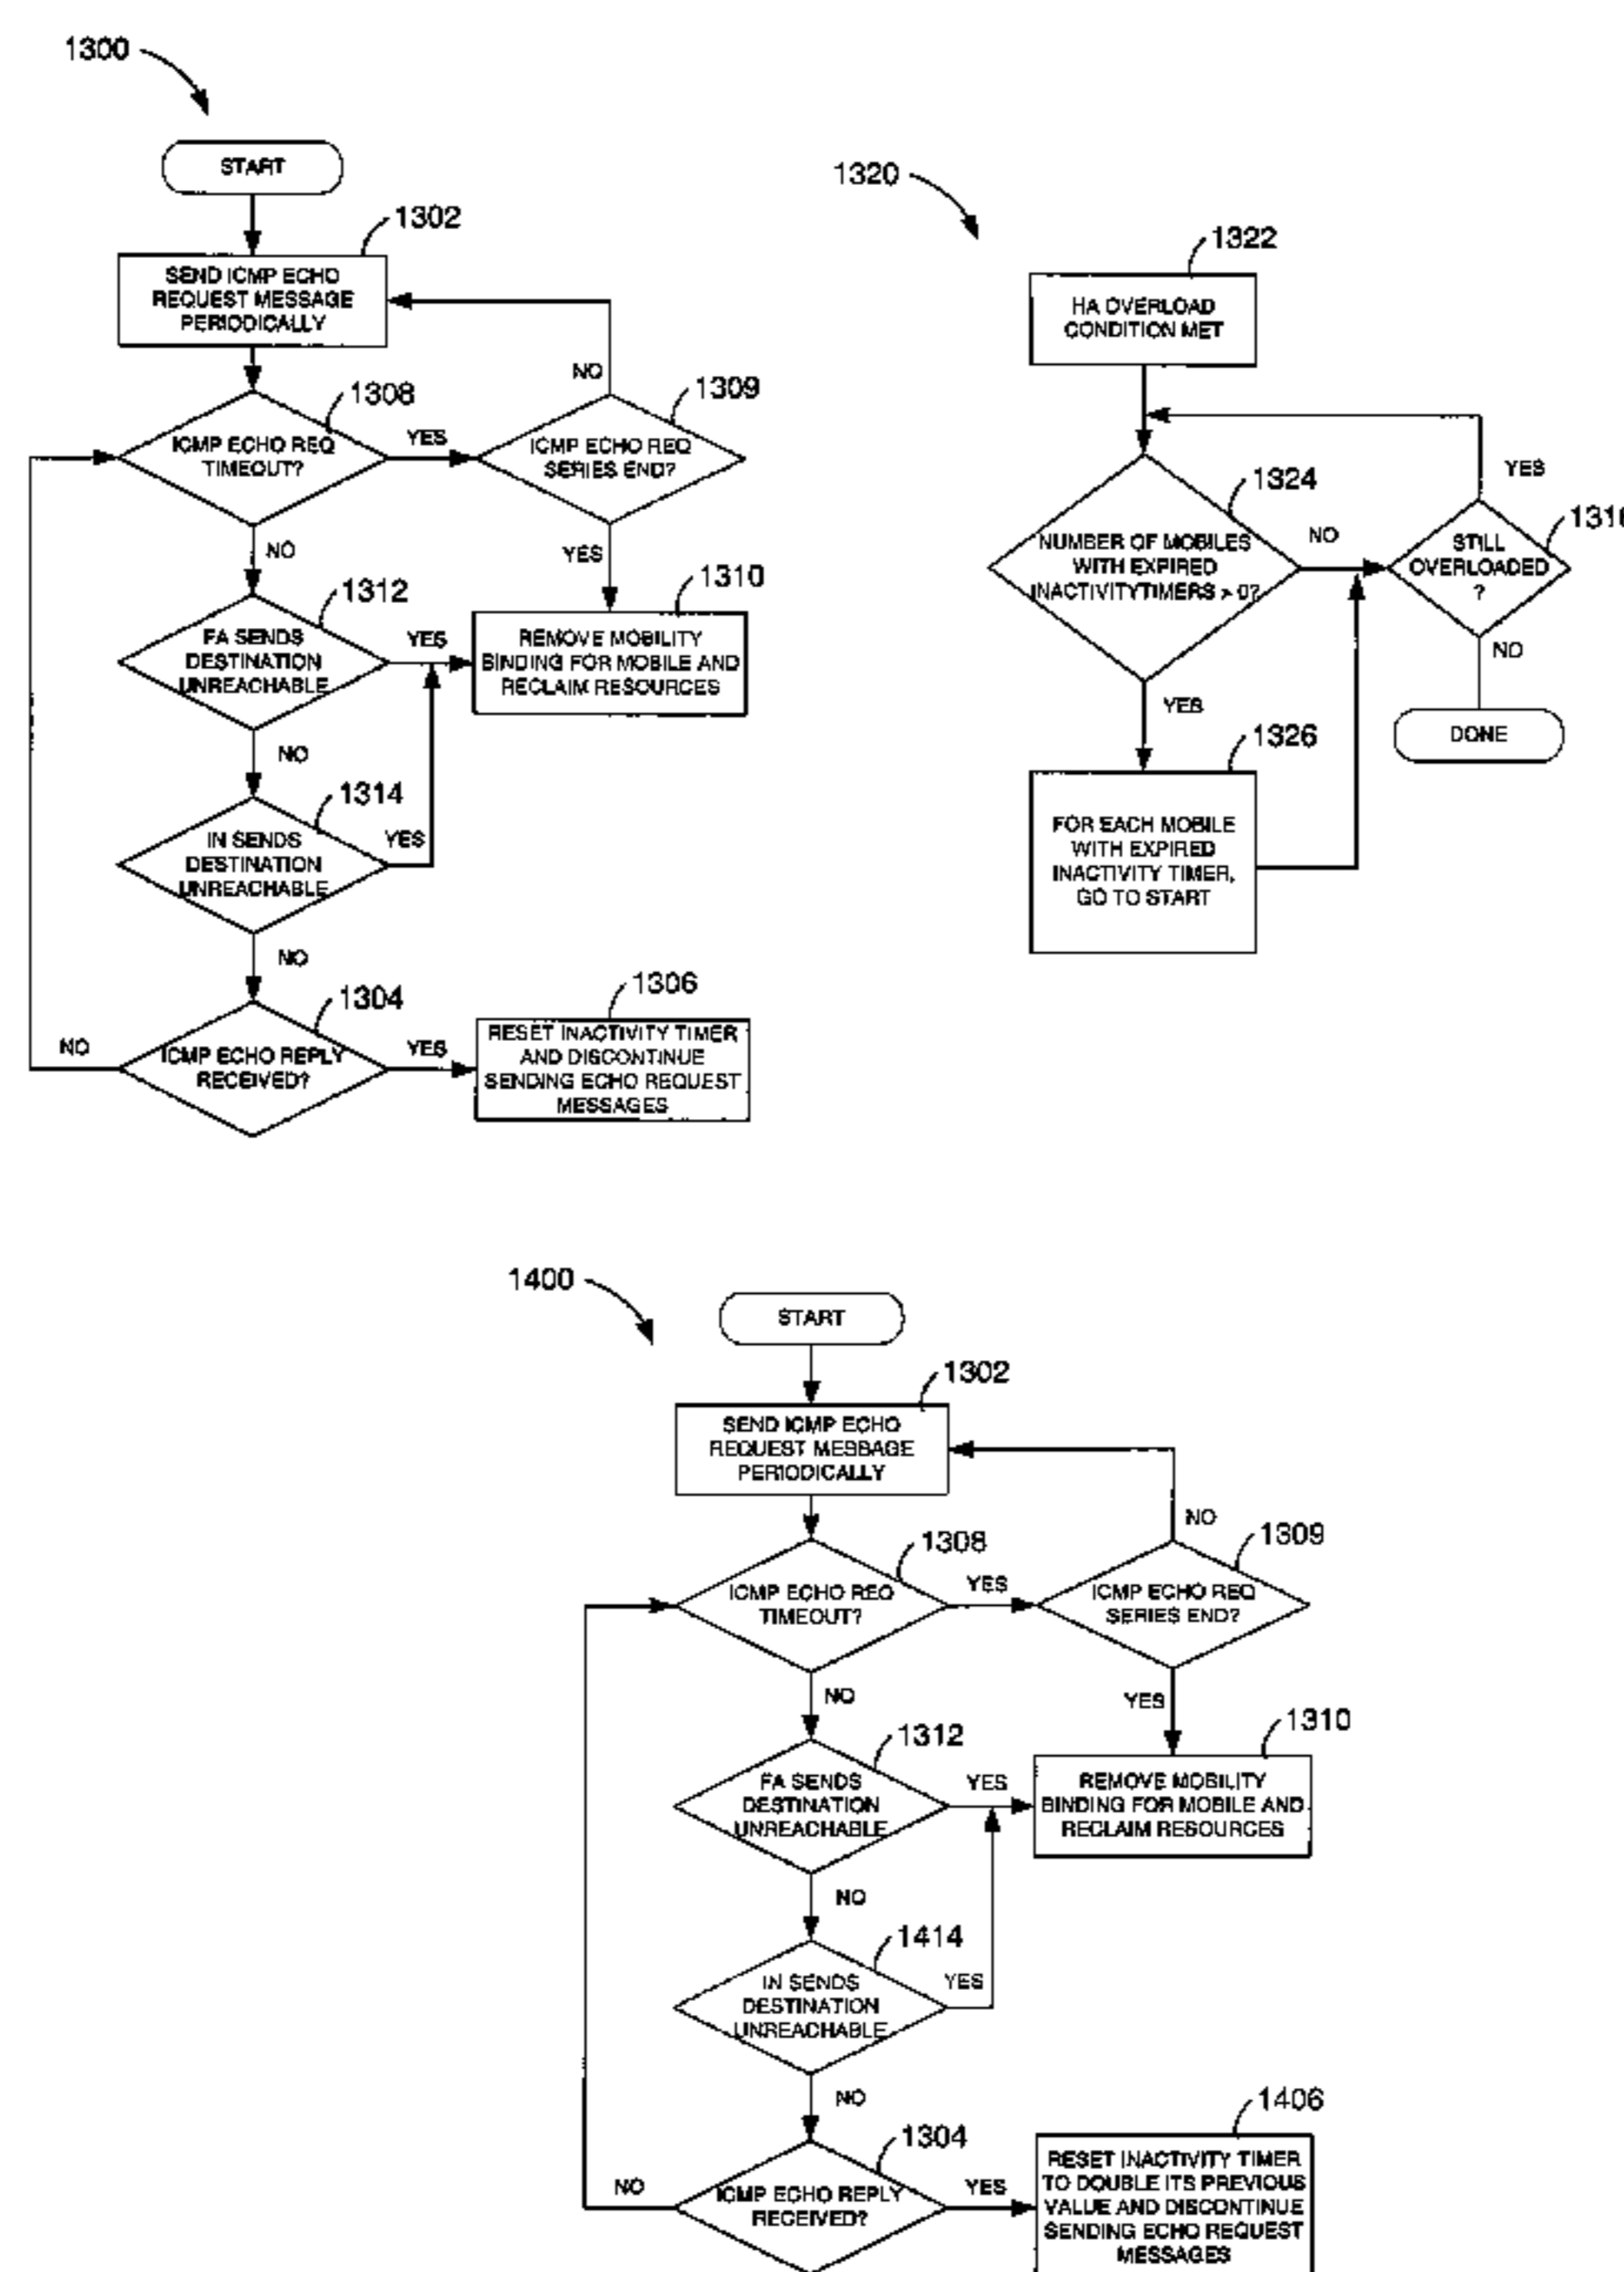 1300
START
1302
SEND ICMP ECHO
REQUEST MESSAGE
PERIODICALLY
NO
1308
1309
ICMP ECHO REQ
TIMEOUT?
YES
ICMP ECHO REQ
SERIES END?
NO
YES
1312
1310
FA SENDS
DESTINATION
UNREACHABLE
YES
REMOVE MOBILITY
BINDING FOR MOBILE AND
RECLAIM RESOURCES
NO
1314
IN SENDS
DESTINATION
UNREACHABLE
YES
NO
1304
1306
NO
ICMP ECHO REPLY
RECEIVED?
YES
RESET INACTIVITY TIMER
AND DISCONTINUE
SENDING ECHO REQUEST
MESSAGES
1320
1322
HA OVERLOAD
CONDITION MET
YES
1324
NUMBER OF MOBILES
WITH EXPIRED
INACTIVITYTIMERS > 0?
NO
STILL
OVERLOADED
?
YES
NO
DONE
1326
FOR EACH MOBILE
WITH EXPIRED
INACTIVITY TIMER,
GO TO START
1400
START
1302
SEND ICMP ECHO
REQUEST MESSAGE
PERIODICALLY
NO
1308
1309
ICMP ECHO REQ
TIMEOUT?
YES
ICMP ECHO REQ
SERIES END?
NO
YES
1312
1310
FA SENDS
DESTINATION
UNREACHABLE
YES
REMOVE MOBILITY
BINDING FOR MOBILE AND
RECLAIM RESOURCES
NO
1414
IN SENDS
DESTINATION
UNREACHABLE
YES
NO
1304
1406
NO
ICMP ECHO REPLY
RECEIVED?
YES
RESET INACTIVITY TIMER
TO DOUBLE ITS PREVIOUS
VALUE AND DISCONTINUE
SENDING ECHO REQUEST
MESSAGES